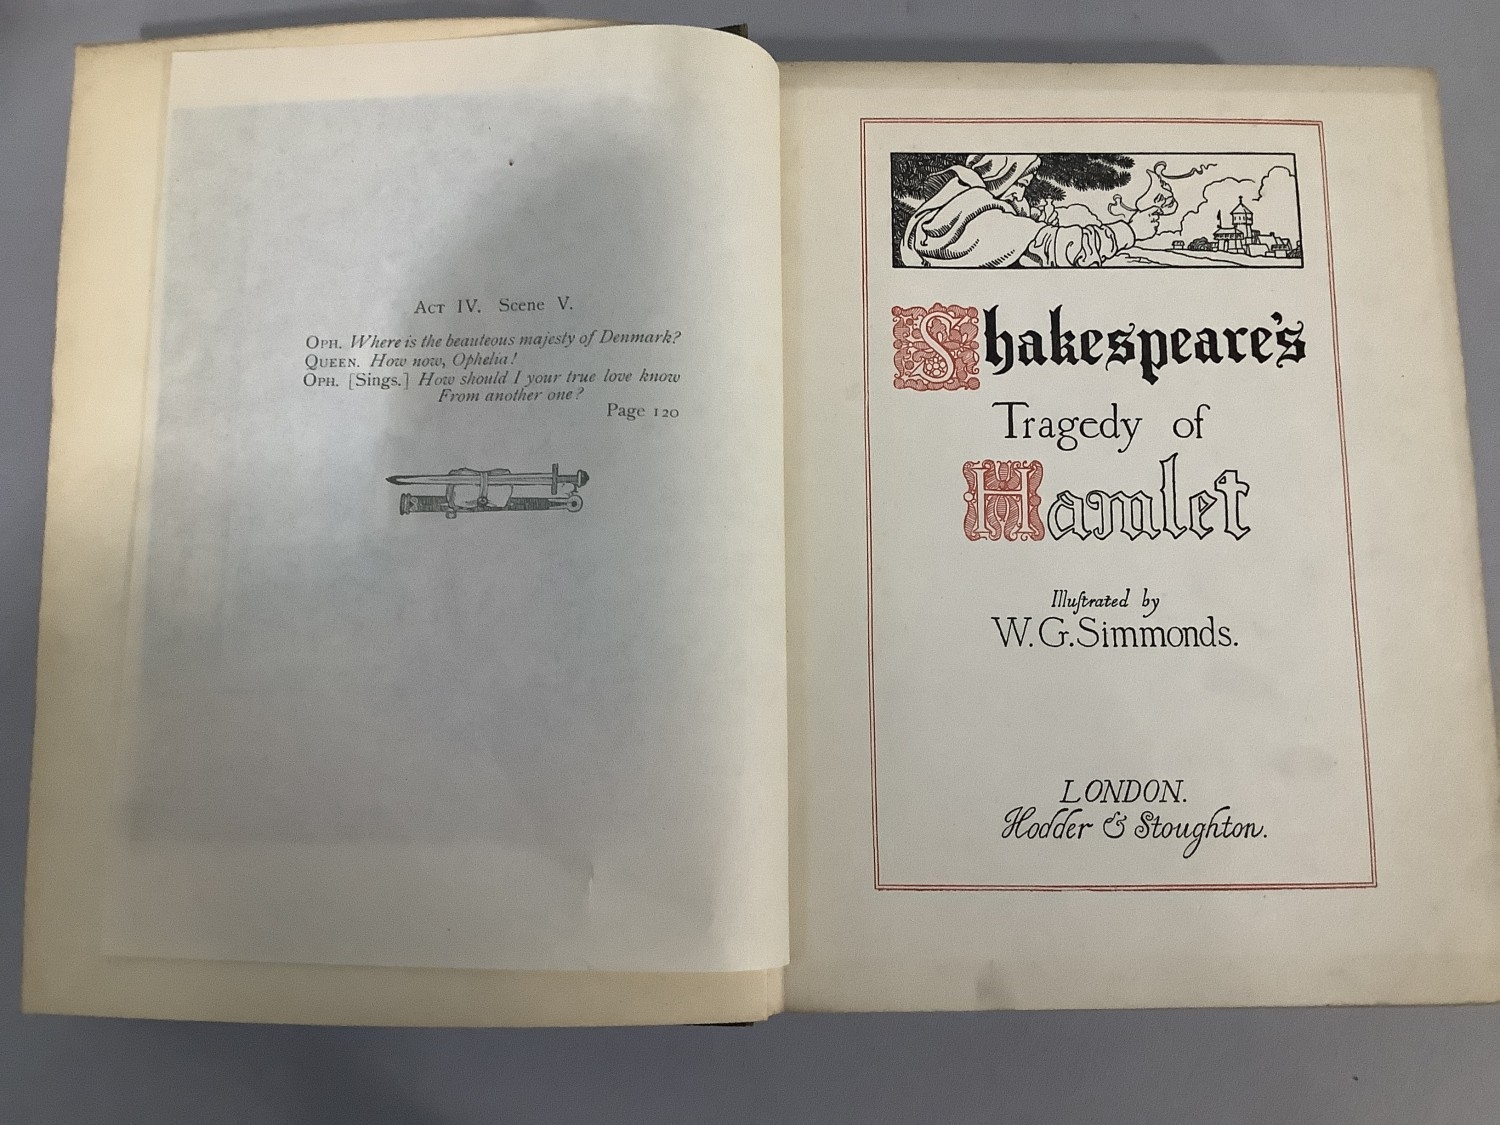 Act IV. Scene V.
Oph. Where is the beauteous majesty of Denmark?
Queen. How now, Ophelia!
Oph. [Sings.] How should I your true love know
From another one?
Page 120
Shakespeare's
Tragedy of
Hamlet
Illuſtrated by
W.G.Simmonds.
LONDON.
Hodder & Stoughton.